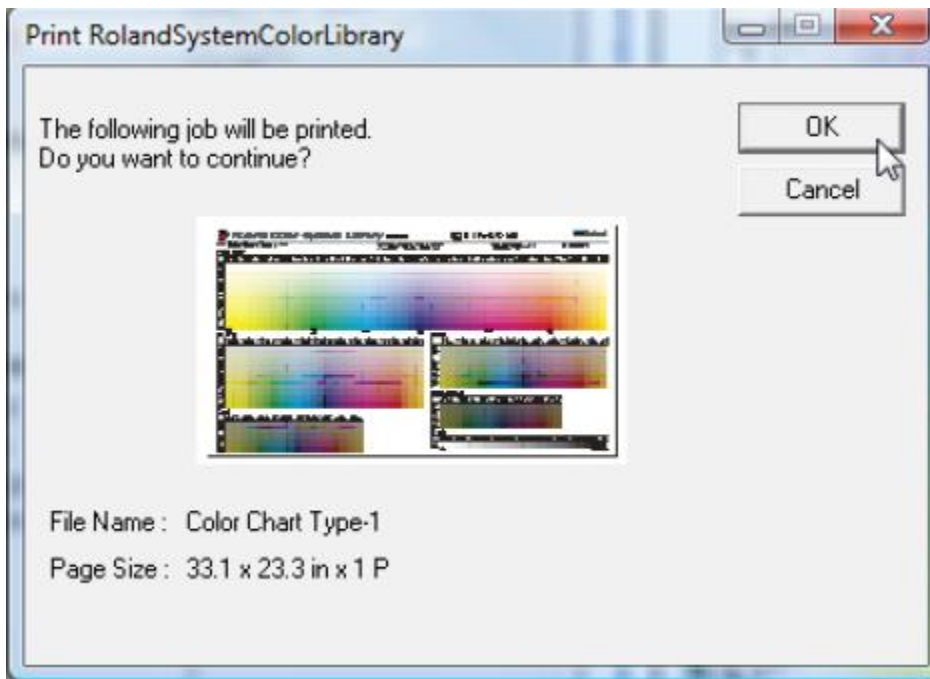 Print RolandSystemColorLibrary
The following job will be printed.
Do you want to continue?
OK
Cancel
File Name : Color Chart Type-1
Page Size : 33.1 x 23.3 in x 1 P